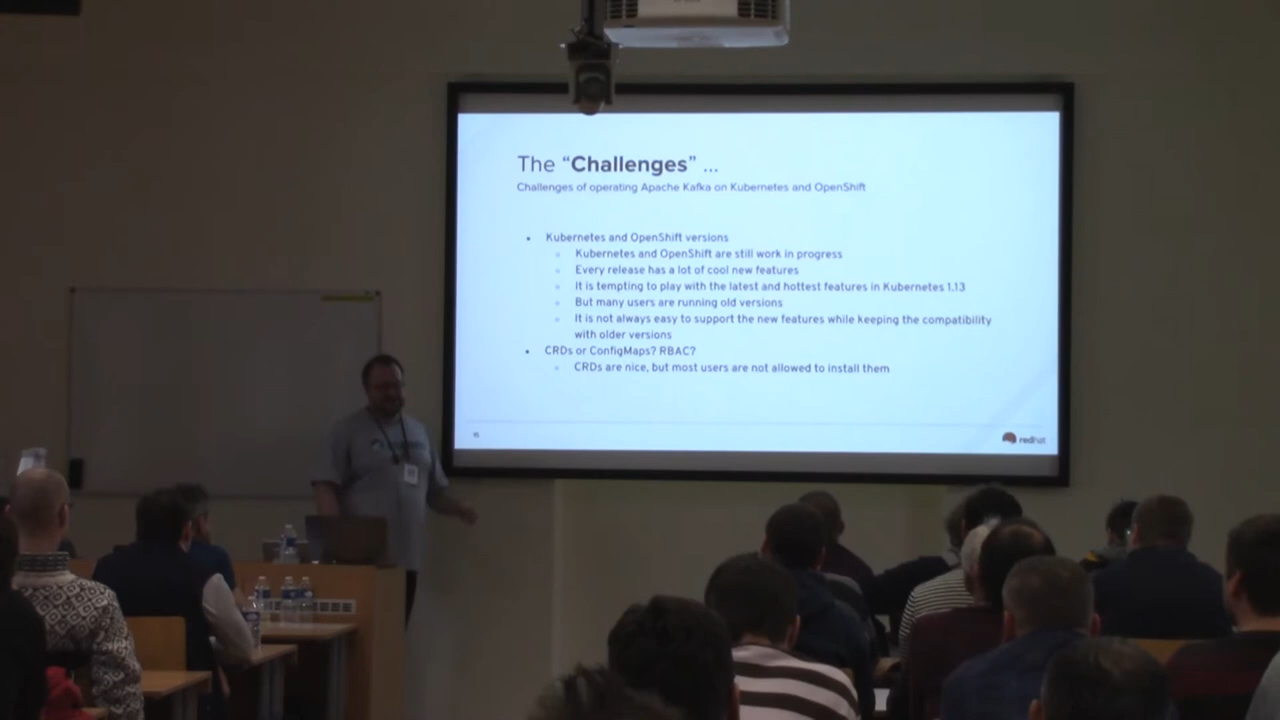 The “Challenges” ...
Challenges of operating Apache Kafka on Kubernetes and OpenShift
• Kubernetes and OpenShift versions
Kubernetes and OpenShift are still work in progress
Every release has a lot of cool new features
It is tempting to play with the latest and hottest features in Kubernetes 1.13
But many users are running old versions
It is not always easy to support the new features while keeping the compatibility
with older versions
• CRDs or ConfigMaps? RBAC?
CRDs are nice, but most users are not allowed to install them
redhat